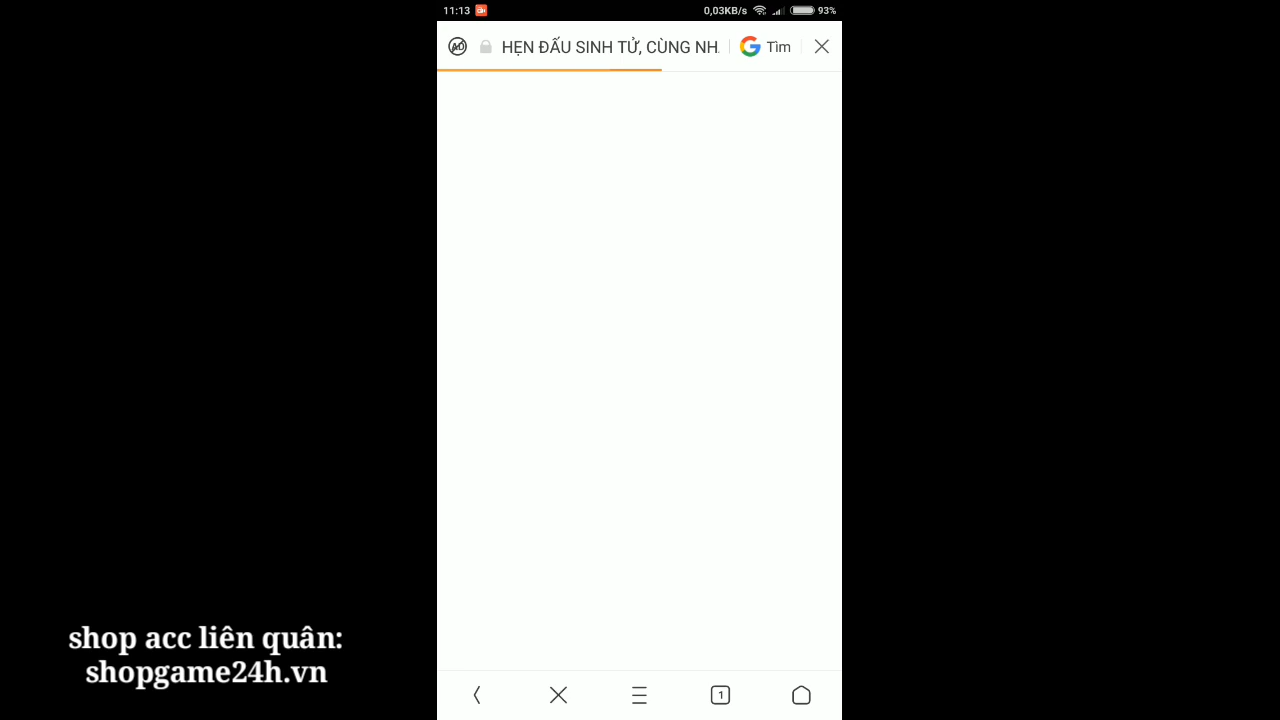 11:13
0,03KB/s
93%
AD
HẸN ĐẤU SINH TỬ, CÙNG NH
Tìm
shop acc liên quân:
shopgame24h.vn
1